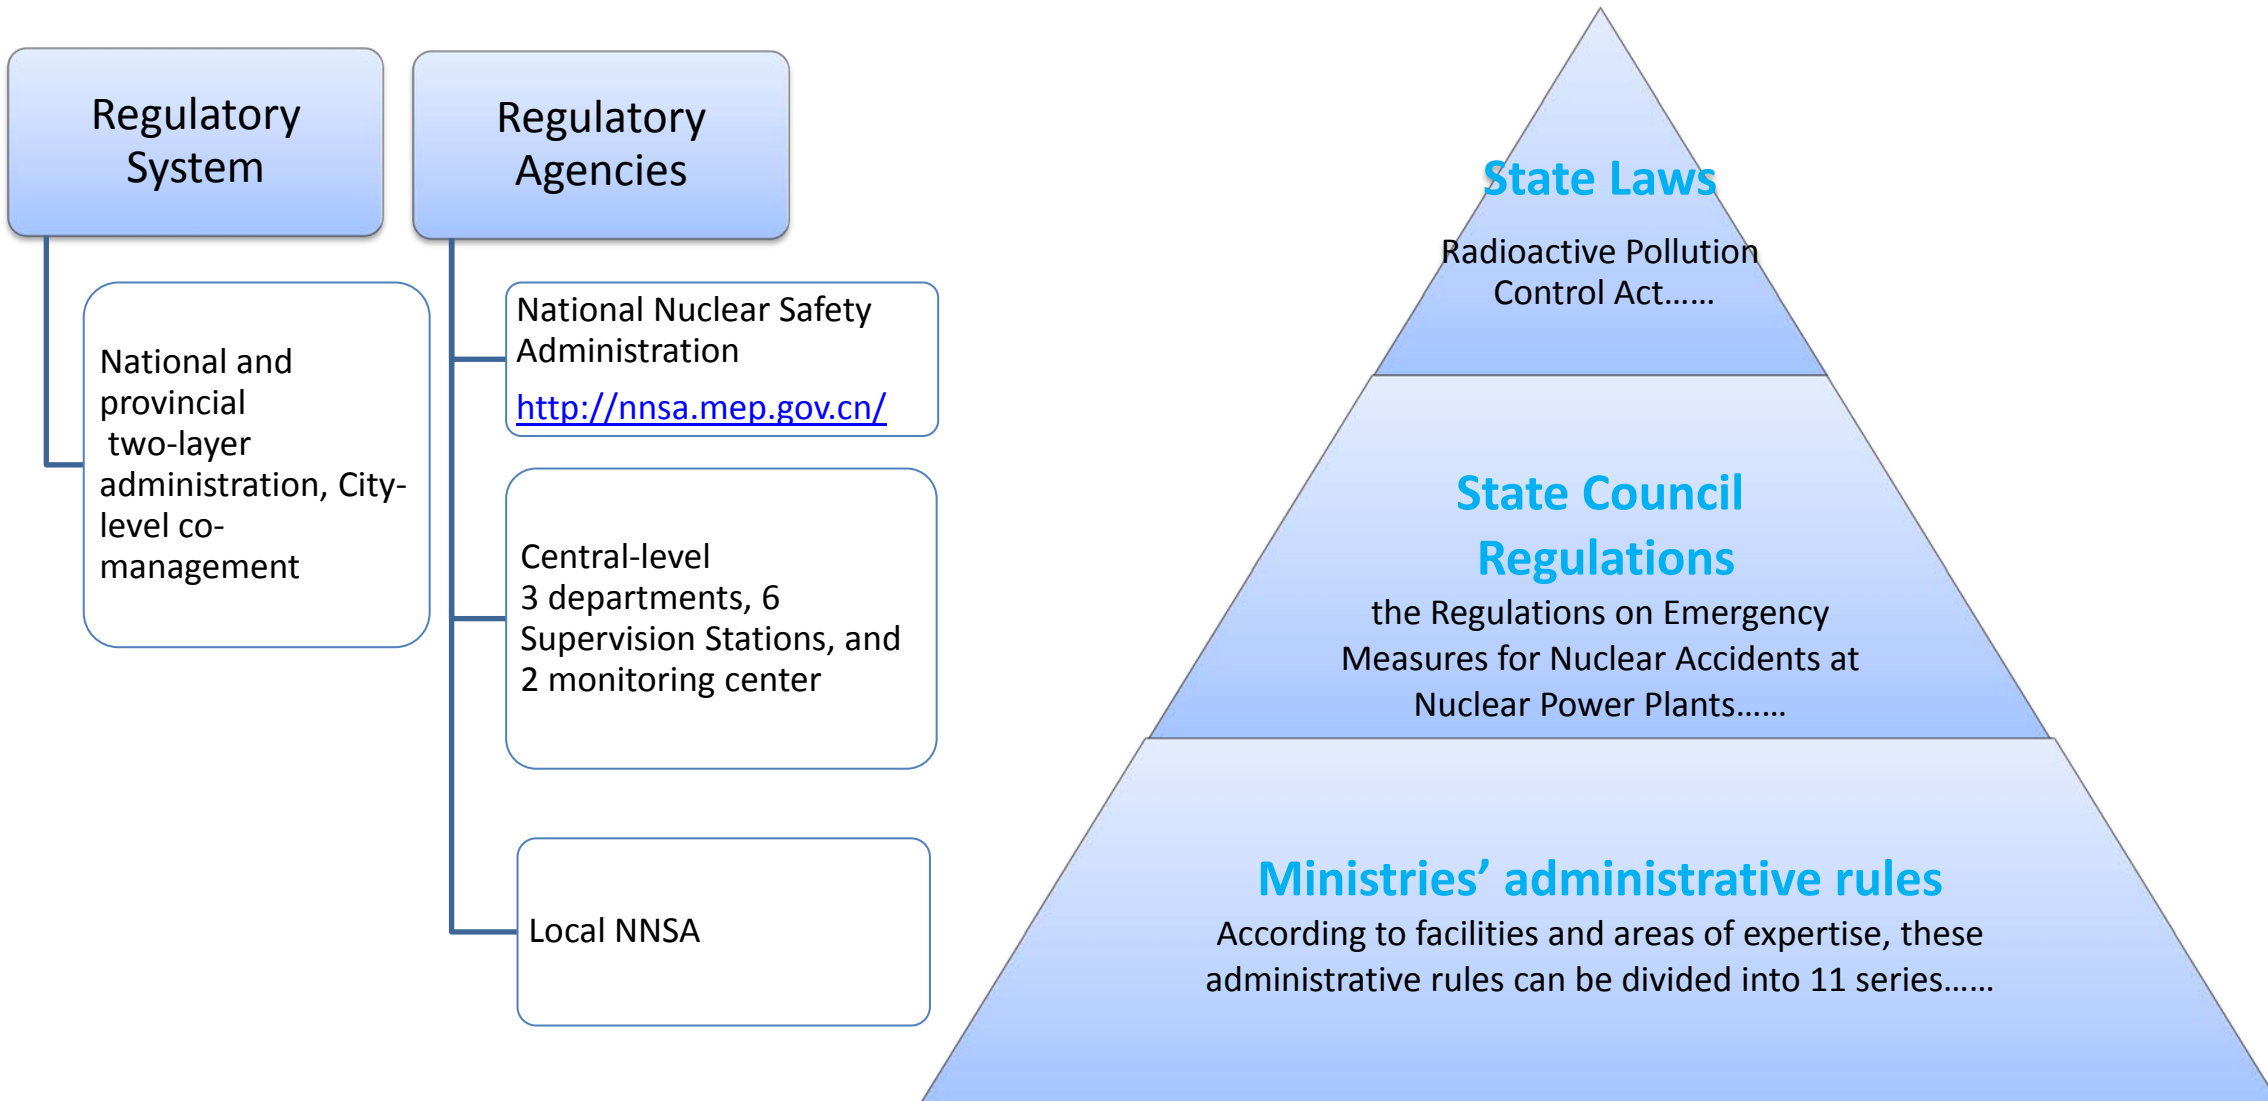 Regulatory
System
National and
provincial
two-layer
administration, City-
level co-
management
Regulatory
Agencies
National Nuclear Safety
Administration
http://nnsa.mep.gov.cn/
Central-level
3 departments, 6
Supervision Stations, and
2 monitoring center
Local NNSA
State Laws
Radioactive Pollution
Control Act......
State Council
Regulations
the Regulations on Emergency
Measures for Nuclear Accidents at
Nuclear Power Plants......
Ministries’ administrative rules
According to facilities and areas of expertise, these
administrative rules can be divided into 11 series......